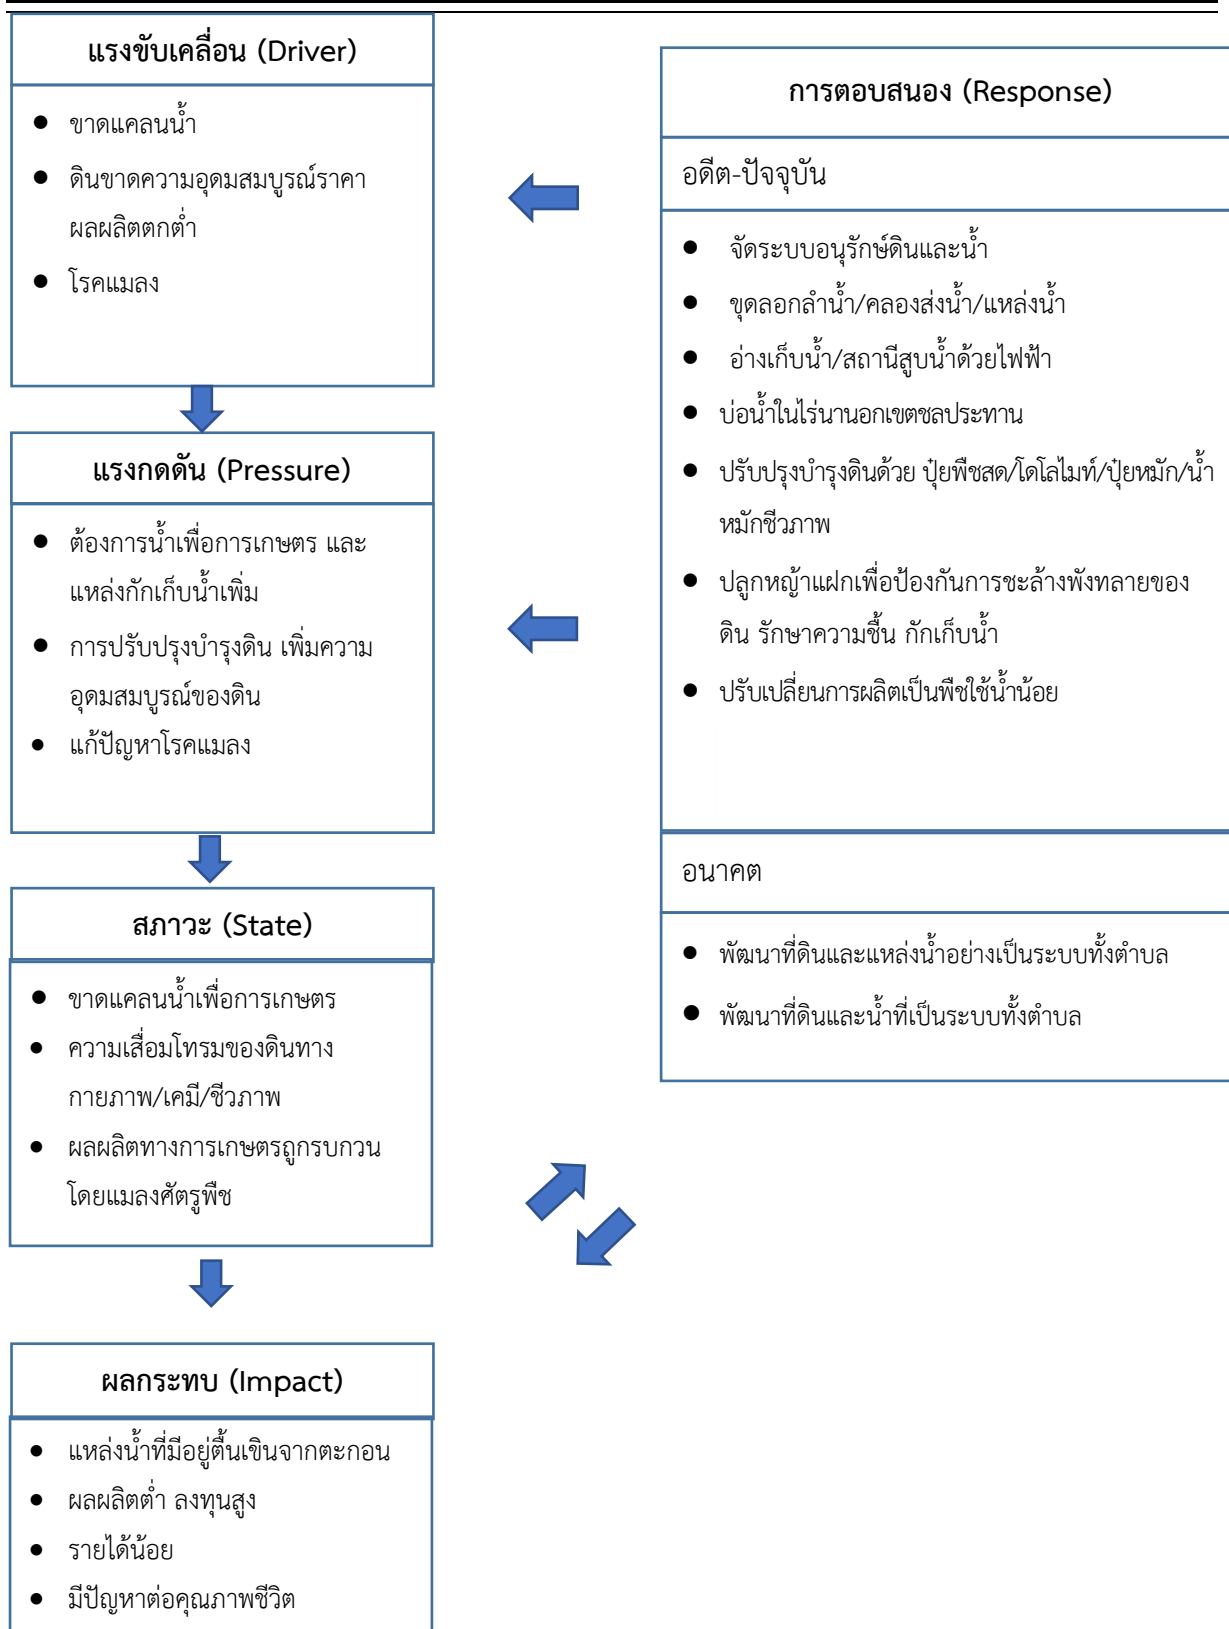 แรงขับเคลื่อน (Driver)
● ขาดแคลนน้ำ
● ดินขาดความอุดมสมบูรณ์ราคา
ผลผลิตตกต่ำ
● โรคแมลง
แรงกดดัน (Pressure)
● ต้องการน้ำเพื่อการเกษตร และ
แหล่งกักเก็บน้ำเพิ่ม
● การปรับปรุงบำรุงดิน เพิ่มความ
อุดมสมบูรณ์ของดิน
● แก้ปัญหาโรคแมลง
สภาวะ (State)
● ขาดแคลนน้ำเพื่อการเกษตร
● ความเสื่อมโทรมของดินทาง
กายภาพ/เคมี/ชีวภาพ
● ผลผลิตทางการเกษตรถูกรบกวน
โดยแมลงศัตรูพืช
ผลกระทบ (Impact)
● แหล่งน้ำที่มีอยู่ตื้นเขินจากตะกอน
● ผลผลิตต่ำ ลงทุนสูง
● รายได้น้อย
● มีปัญหาต่อคุณภาพชีวิต
การตอบสนอง (Response)
อดีต-ปัจจุบัน
● จัดระบบอนุรักษ์ดินและน้ำ
● ขุดลอกลำน้ำ/คลองส่งน้ำ/แหล่งน้ำ
● อ่างเก็บน้ำ/สถานีสูบน้ำด้วยไฟฟ้า
● บ่อน้ำในไร่นานอกเขตชลประทาน
● ปรับปรุงบำรุงดินด้วย ปุ๋ยพืชสด/โดโลไมท์/ปุ๋ยหมัก/น้ำ
หมักชีวภาพ
● ปลูกหญ้าแฝกเพื่อป้องกันการชะล้างพังทลายของ
ดิน รักษาความชื้น กักเก็บน้ำ
● ปรับเปลี่ยนการผลิตเป็นพืชใช้น้ำน้อย
อนาคต
● พัฒนาที่ดินและแหล่งน้ำอย่างเป็นระบบทั้งตำบล
● พัฒนาที่ดินและน้ำที่เป็นระบบทั้งตำบล